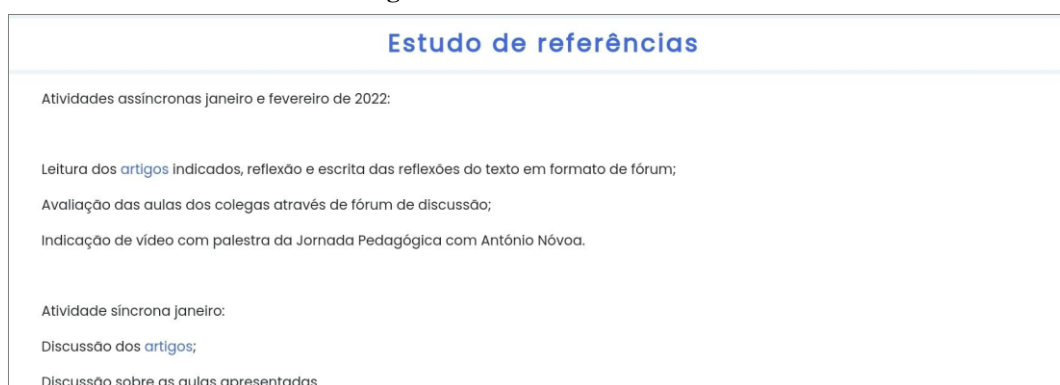 Estudo de referências
Atividades assíncronas janeiro e fevereiro de 2022:
Leitura dos artigos indicados, reflexão e escrita das reflexões do texto em formato de fórum;
Avaliação das aulas dos colegas através de fórum de discussão;
Indicação de vídeo com palestra da Jornada Pedagógica com António Nóvoa.
Atividade síncrona janeiro:
Discussão dos artigos;
Discussão sobre as aulas apresentadas